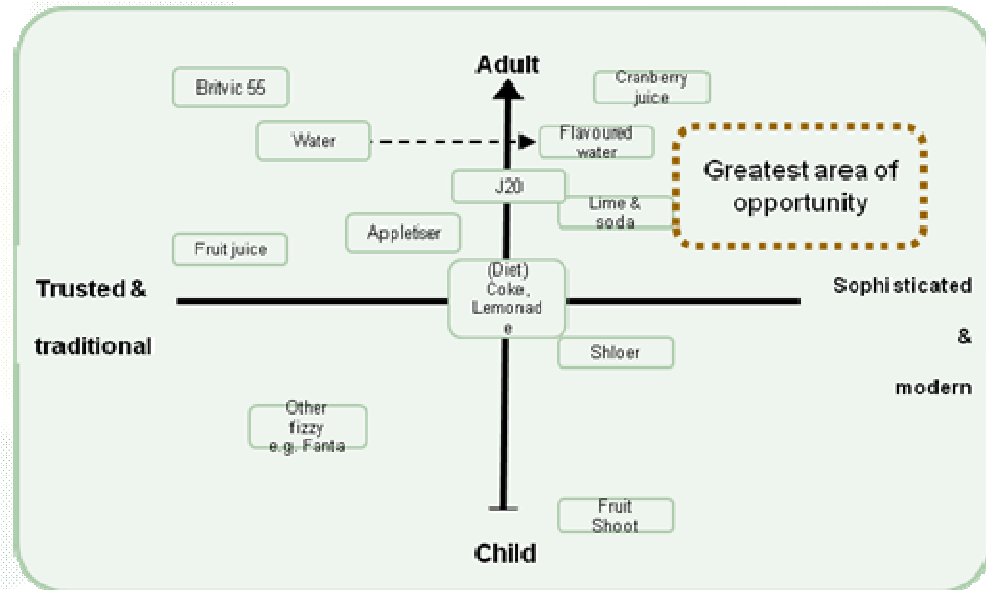 Adult
Britvic 55
Cranberry
juice
Water
Flavoured
water
Greatest area of
opportunity
J20
Lime &
soda
Appletiser
Fruit juice
(Diet)
Coke,
Lemonad
e
Trusted &
traditional
Sophisticated
&
modern
Shloer
Other
fizzy
e.g. Fanta
Fruit
Shoot
Child